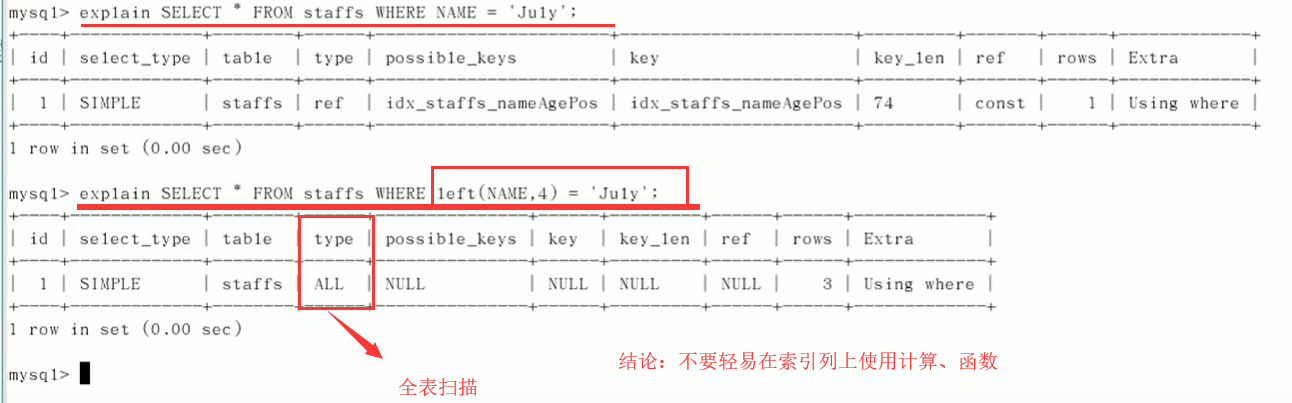 mysql> explain SELECT * FROM staffs WHERE NAME = 'July';
+----+-------------+--------+------+-----------------------+-----------------------+---------+-------+------+-------------+
| id | select_type | table | type | possible_keys | key | key_len | ref | rows | Extra |
+----+-------------+--------+------+-----------------------+-----------------------+---------+-------+------+-------------+
| 1 | SIMPLE | staffs | ref | idx_staffs_nameAgePos | idx_staffs_nameAgePos | 74 | const | 1 | Using where |
+----+-------------+--------+------+-----------------------+-----------------------+---------+-------+------+-------------+
1 row in set (0.00 sec)
mysql> explain SELECT * FROM staffs WHERE left(NAME,4) = 'July';
+----+-------------+--------+------+---------------+------+---------+------+------+-------------+
| id | select_type | table | type | possible_keys | key | key_len | ref | rows | Extra |
+----+-------------+--------+------+---------------+------+---------+------+------+-------------+
| 1 | SIMPLE | staffs | ALL | NULL | NULL | NULL | NULL | 3 | Using where |
+----+-------------+--------+------+---------------+------+---------+------+------+-------------+
1 row in set (0.00 sec)
结论：不要轻易在索引列上使用计算、函数
mysql>
全表扫描